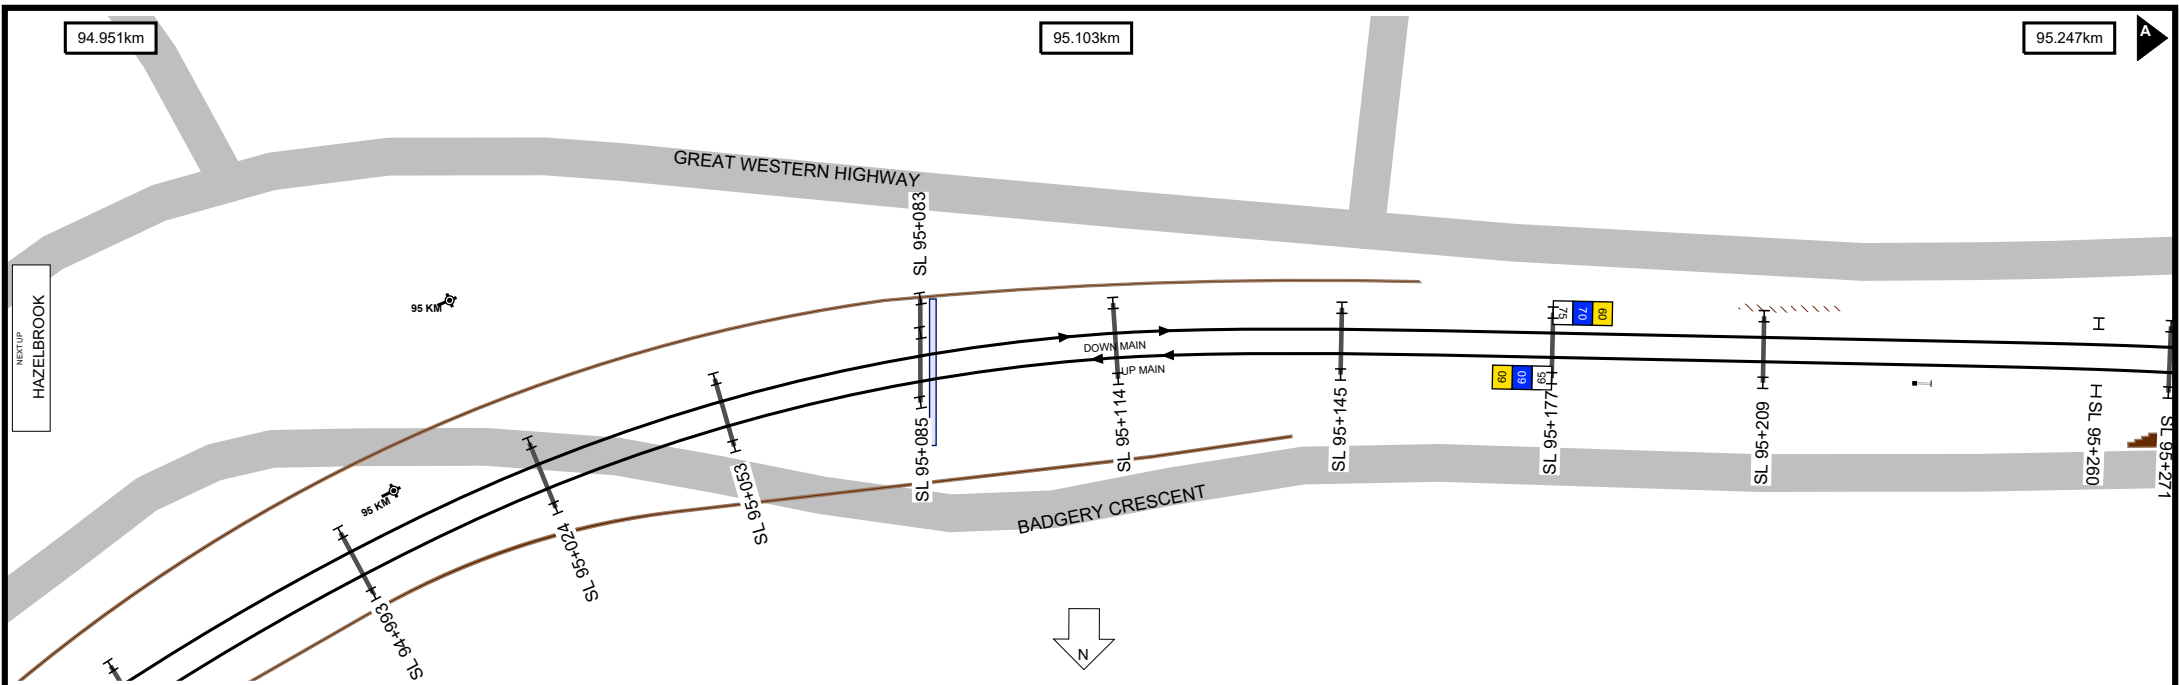 94.951km
95.103km
95.247km
A
GREAT WESTERN HIGHWAY
SL 95+083
NEXT UP
HAZELBROOK
95 KM
75
70
60
DOWN MAIN
UP MAIN
60
60
65
95 KM
SL 94+993
SL 95+024
SL 95+053
SL 95+085
SL 95+114
SL 95+145
SL 95+177
SL 95+209
SL 95+260
SL 95+271
BADGERY CRESCENT
N